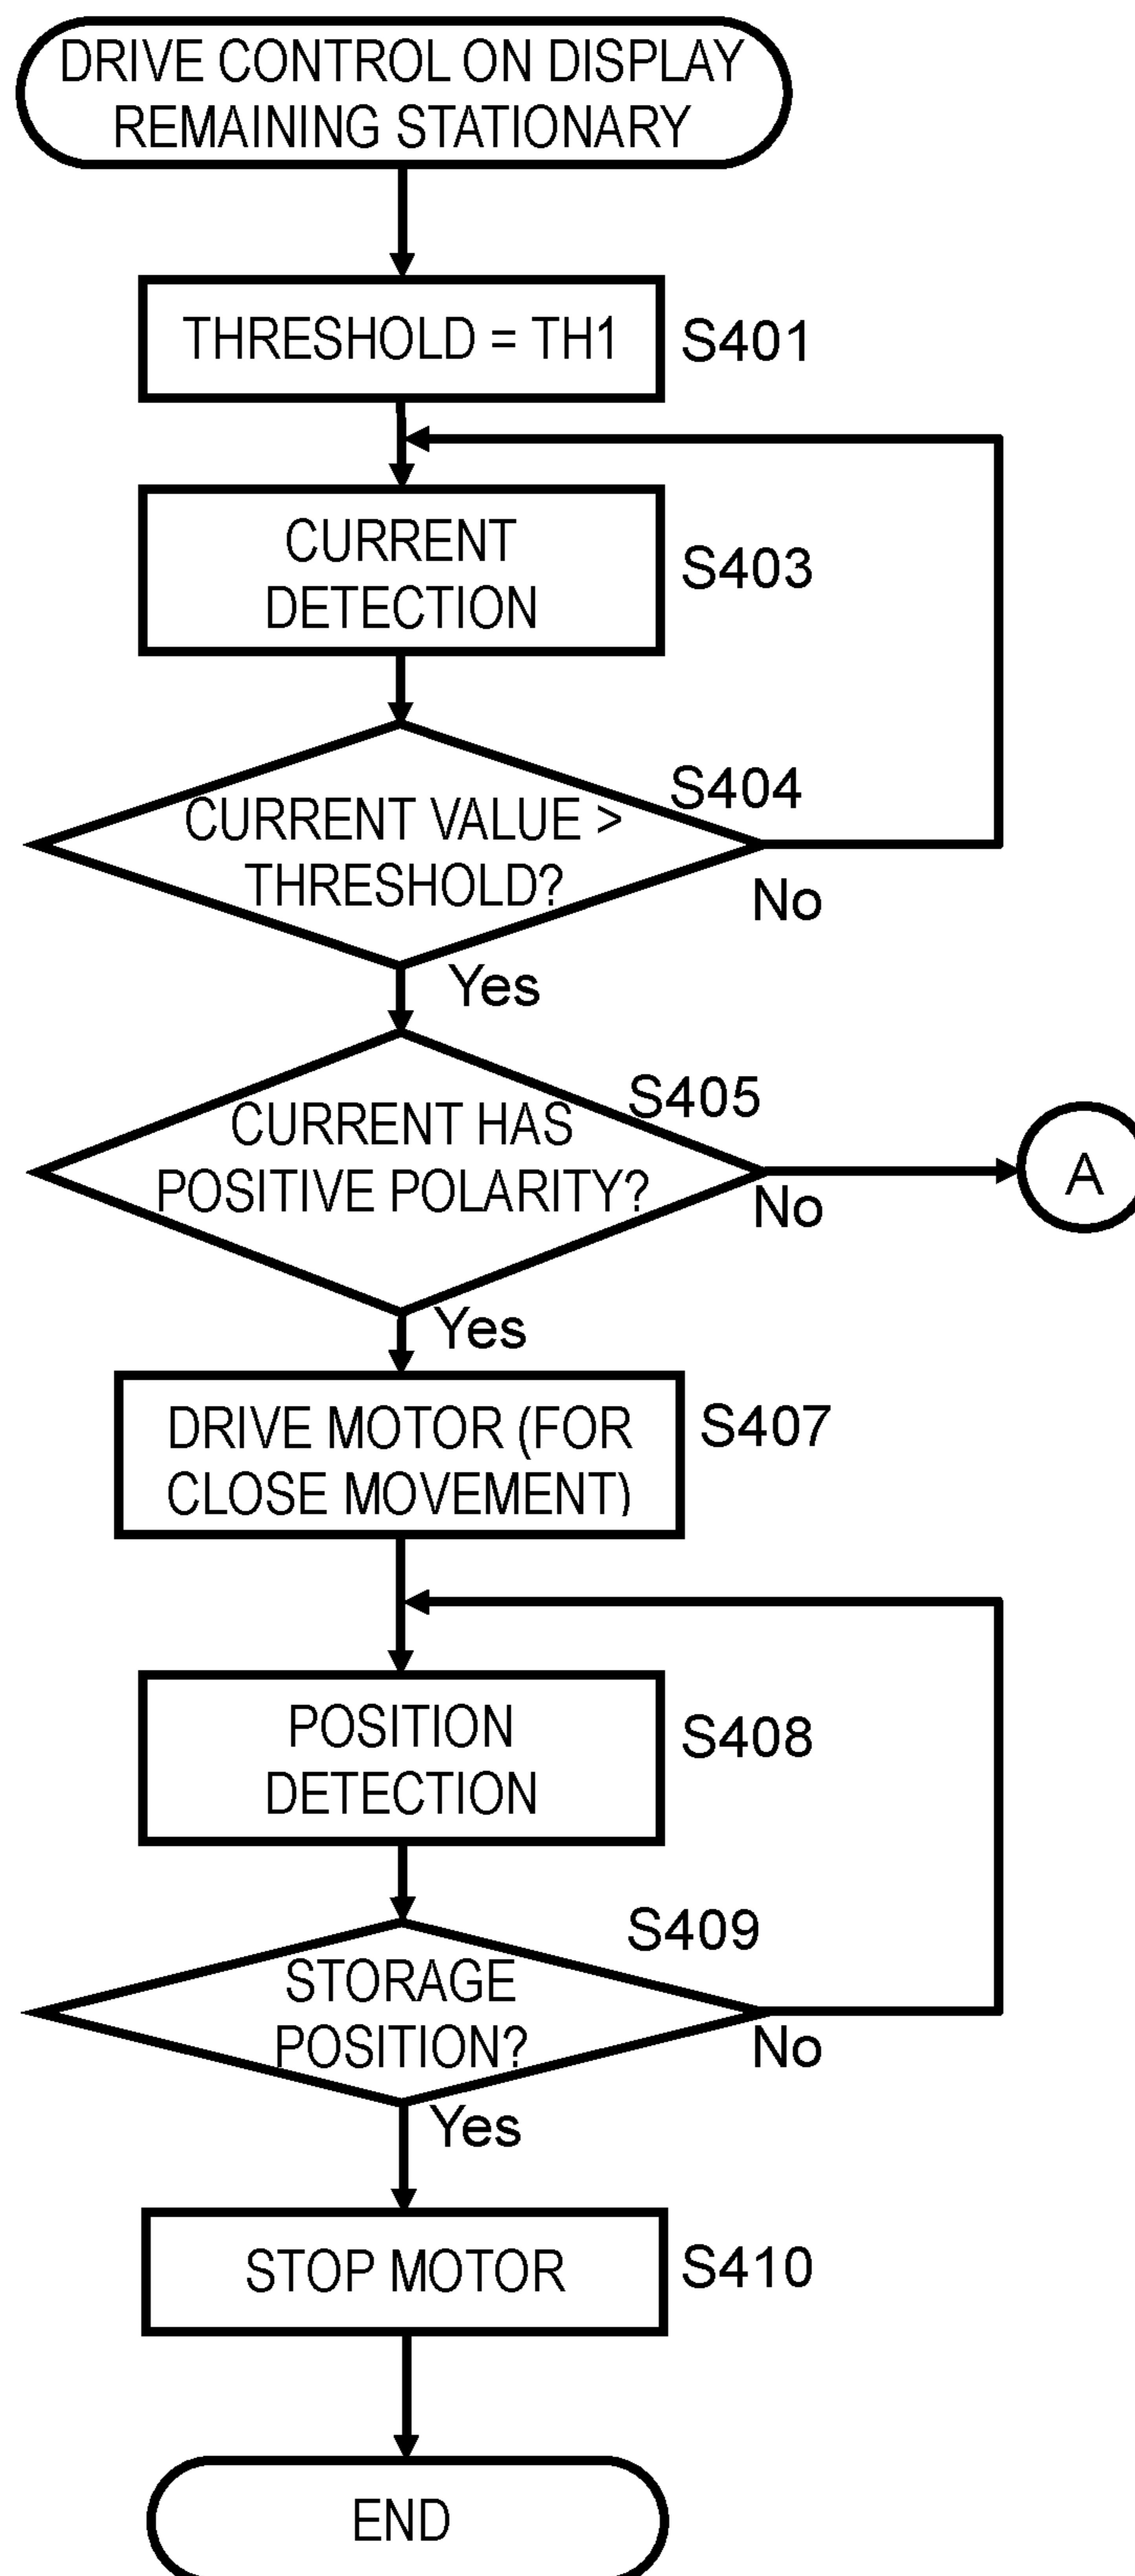 DRIVE CONTROL ON DISPLAY
REMAINING STATIONARY
THRESHOLD = TH1
S401
CURRENT
DETECTION
S403
S404
CURRENT VALUE >
THRESHOLD?
No
Yes
S405
CURRENT HAS
POSITIVE POLARITY?
No
A
Yes
DRIVE MOTOR (FOR
CLOSE MOVEMENT)
S407
POSITION
DETECTION
S408
S409
STORAGE
POSITION?
No
Yes
STOP MOTOR
S410
END